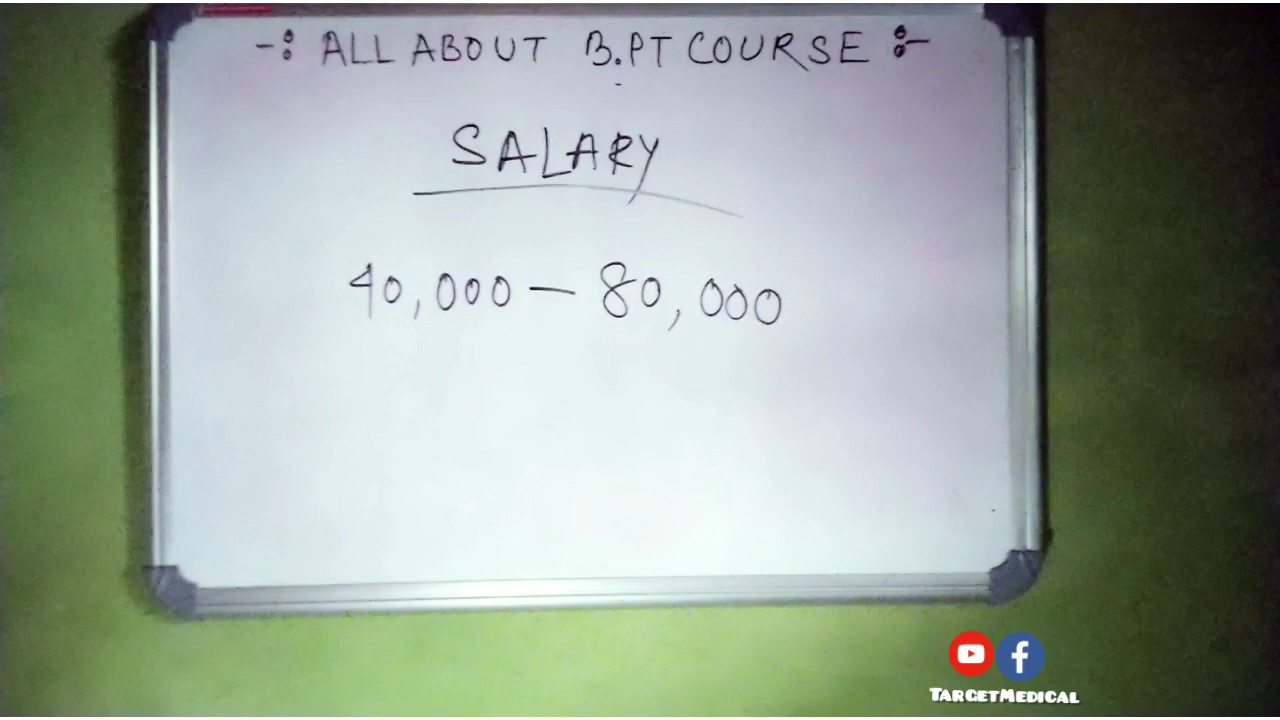 -: ALL ABOUT B.PT COURSE :-
SALARY
40,000 – 80,000
TARGETMEDICAL